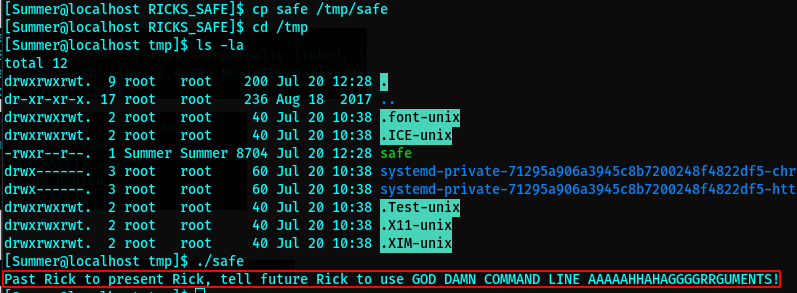 [Summer@localhost RICKS_SAFE]$ cp safe /tmp/safe
[Summer@localhost RICKS_SAFE]$ cd /tmp
[Summer@localhost tmp]$ ls -la
total 12
drwxrwxrwt.  9 root   root    200 Jul 20 12:28 .
dr-xr-xr-x. 17 root   root    236 Aug 18  2017 ..
drwxrwxrwt.  2 root   root     40 Jul 20 10:38 .font-unix
drwxrwxrwt.  2 root   root     40 Jul 20 10:38 .ICE-unix
-rwxr--r--.  1 Summer Summer 8704 Jul 20 12:28 safe
drwx------.  3 root   root     60 Jul 20 10:38 systemd-private-71295a906a3945c8b7200248f4822df5-chr
drwx------.  3 root   root     60 Jul 20 10:38 systemd-private-71295a906a3945c8b7200248f4822df5-htt
drwxrwxrwt.  2 root   root     40 Jul 20 10:38 .Test-unix
drwxrwxrwt.  2 root   root     40 Jul 20 10:38 .X11-unix
drwxrwxrwt.  2 root   root     40 Jul 20 10:38 .XIM-unix
[Summer@localhost tmp]$ ./safe
Past Rick to present Rick, tell future Rick to use GOD DAMN COMMAND LINE AAAAAHHAHAGGGGRRGUMENTS!